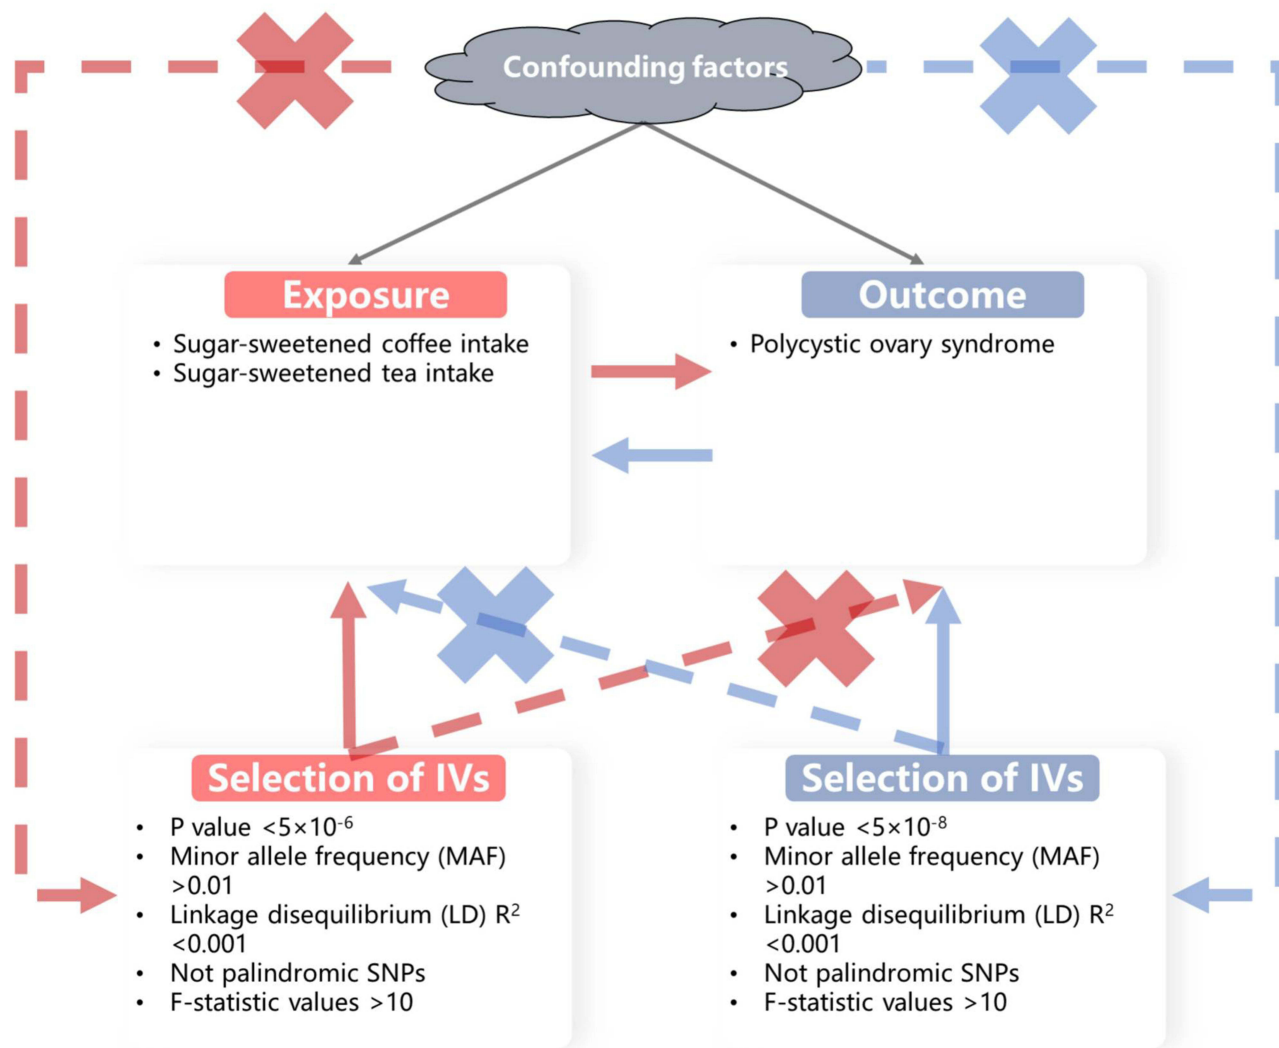 Confounding factors
Exposure
• Sugar-sweetened coffee intake
• Sugar-sweetened tea intake
Outcome
• Polycystic ovary syndrome
Selection of IVs
• P value <5×10⁻⁶
• Minor allele frequency (MAF)
>0.01
• Linkage disequilibrium (LD) R²
<0.001
• Not palindromic SNPs
• F-statistic values >10
Selection of IVs
• P value <5×10⁻⁸
• Minor allele frequency (MAF)
>0.01
• Linkage disequilibrium (LD) R²
<0.001
• Not palindromic SNPs
• F-statistic values >10